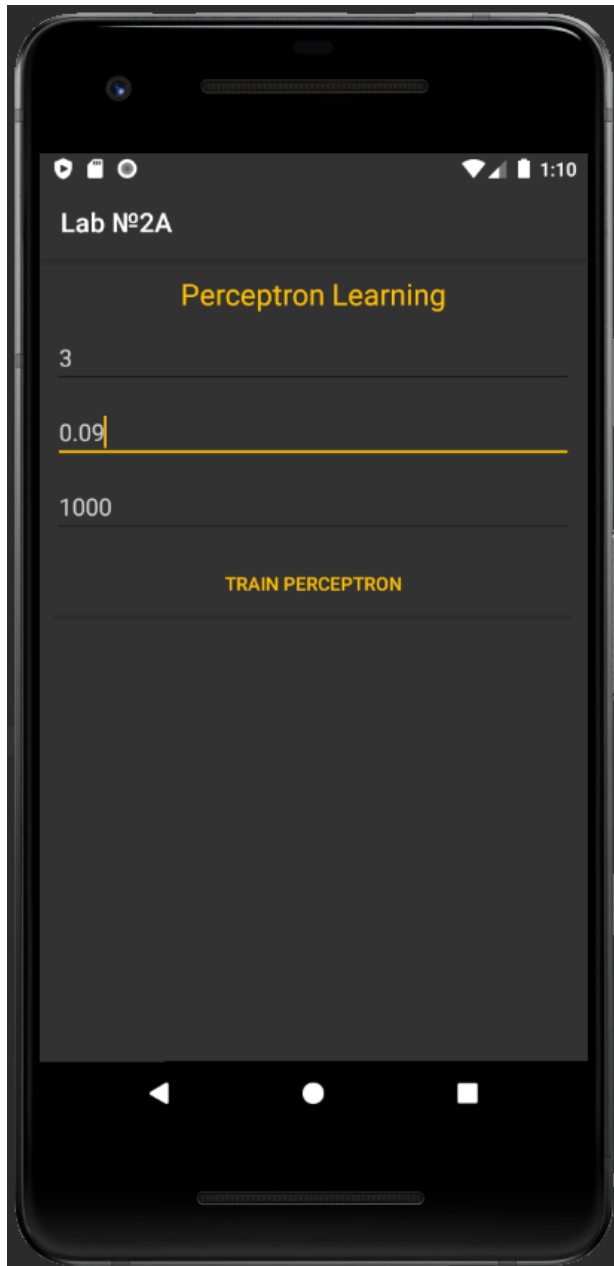 1:10
Lab №2A
Perceptron Learning
3
0.09
1000
TRAIN PERCEPTRON